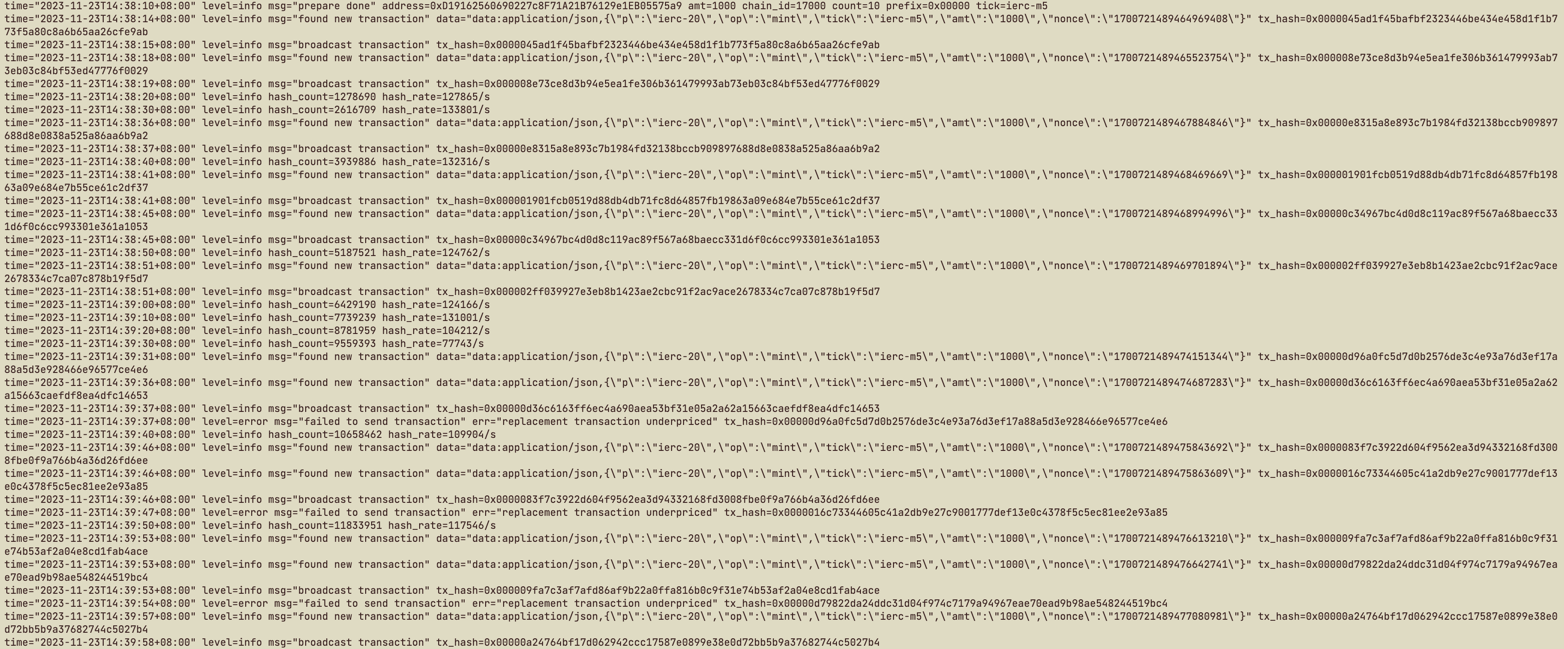 time="2023-11-23T14:38:10+08:00" level=info msg="prepare done" address=0xD19162560690227c8F71A21B76129e1EB05575a9 amt=1000 chain_id=17000 count=10 prefix=0x00000 tick=ierc-m5
time="2023-11-23T14:38:14+08:00" level=info msg="found new transaction" data="data:application/json,{\"p\":\"ierc-20\",\"op\":\"mint\",\"tick\":\"ierc-m5\",\"amt\":\"1000\",\"nonce\":\"1700721489464969408\"}" tx_hash=0x0000045ad1f45bafbf2323446be434e458d1f1b7
73f5a80c8a6b65aa26cfe9ab
time="2023-11-23T14:38:15+08:00" level=info msg="broadcast transaction" tx_hash=0x0000045ad1f45bafbf2323446be434e458d1f1b773f5a80c8a6b65aa26cfe9ab
time="2023-11-23T14:38:18+08:00" level=info msg="found new transaction" data="data:application/json,{\"p\":\"ierc-20\",\"op\":\"mint\",\"tick\":\"ierc-m5\",\"amt\":\"1000\",\"nonce\":\"1700721489465523754\"}" tx_hash=0x000008e73ce8d3b94e5ea1fe306b361479993ab7
3eb03c84bf53ed47776f0029
time="2023-11-23T14:38:19+08:00" level=info msg="broadcast transaction" tx_hash=0x000008e73ce8d3b94e5ea1fe306b361479993ab73eb03c84bf53ed47776f0029
time="2023-11-23T14:38:20+08:00" level=info hash_count=1278690 hash_rate=127865/s
time="2023-11-23T14:38:30+08:00" level=info hash_count=2616709 hash_rate=133801/s
time="2023-11-23T14:38:36+08:00" level=info msg="found new transaction" data="data:application/json,{\"p\":\"ierc-20\",\"op\":\"mint\",\"tick\":\"ierc-m5\",\"amt\":\"1000\",\"nonce\":\"1700721489467884846\"}" tx_hash=0x00000e8315a8e893c7b1984fd32138bccb909897
688d8e0838a525a86aa6b9a2
time="2023-11-23T14:38:37+08:00" level=info msg="broadcast transaction" tx_hash=0x00000e8315a8e893c7b1984fd32138bccb909897688d8e0838a525a86aa6b9a2
time="2023-11-23T14:38:40+08:00" level=info hash_count=3939886 hash_rate=132316/s
time="2023-11-23T14:38:41+08:00" level=info msg="found new transaction" data="data:application/json,{\"p\":\"ierc-20\",\"op\":\"mint\",\"tick\":\"ierc-m5\",\"amt\":\"1000\",\"nonce\":\"1700721489468469669\"}" tx_hash=0x000001901fcb0519d88db4db71fc8d64857fb198
63a09e684e7b55ce61c2df37
time="2023-11-23T14:38:41+08:00" level=info msg="broadcast transaction" tx_hash=0x000001901fcb0519d88db4db71fc8d64857fb19863a09e684e7b55ce61c2df37
time="2023-11-23T14:38:45+08:00" level=info msg="found new transaction" data="data:application/json,{\"p\":\"ierc-20\",\"op\":\"mint\",\"tick\":\"ierc-m5\",\"amt\":\"1000\",\"nonce\":\"1700721489468994996\"}" tx_hash=0x00000c34967bc4d0d8c119ac89f567a68baecc33
1d6f0c6cc993301e361a1053
time="2023-11-23T14:38:45+08:00" level=info msg="broadcast transaction" tx_hash=0x00000c34967bc4d0d8c119ac89f567a68baecc331d6f0c6cc993301e361a1053
time="2023-11-23T14:38:50+08:00" level=info hash_count=5187521 hash_rate=124762/s
time="2023-11-23T14:38:51+08:00" level=info msg="found new transaction" data="data:application/json,{\"p\":\"ierc-20\",\"op\":\"mint\",\"tick\":\"ierc-m5\",\"amt\":\"1000\",\"nonce\":\"1700721489469701894\"}" tx_hash=0x000002ff039927e3eb8b1423ae2cbc91f2ac9ace
2678334c7ca07c878b19f5d7
time="2023-11-23T14:38:51+08:00" level=info msg="broadcast transaction" tx_hash=0x000002ff039927e3eb8b1423ae2cbc91f2ac9ace2678334c7ca07c878b19f5d7
time="2023-11-23T14:39:00+08:00" level=info hash_count=6429190 hash_rate=124166/s
time="2023-11-23T14:39:10+08:00" level=info hash_count=7739239 hash_rate=131001/s
time="2023-11-23T14:39:20+08:00" level=info hash_count=8781959 hash_rate=104212/s
time="2023-11-23T14:39:30+08:00" level=info hash_count=9559393 hash_rate=77743/s
time="2023-11-23T14:39:31+08:00" level=info msg="found new transaction" data="data:application/json,{\"p\":\"ierc-20\",\"op\":\"mint\",\"tick\":\"ierc-m5\",\"amt\":\"1000\",\"nonce\":\"1700721489474151344\"}" tx_hash=0x00000d96a0fc5d7d0b2576de3c4e93a76d3ef17a
88a5d3e928466e96577ce4e6
time="2023-11-23T14:39:36+08:00" level=info msg="found new transaction" data="data:application/json,{\"p\":\"ierc-20\",\"op\":\"mint\",\"tick\":\"ierc-m5\",\"amt\":\"1000\",\"nonce\":\"1700721489474687283\"}" tx_hash=0x00000d36c6163ff6ec4a690aea53bf31e05a2a62
a15663caefdf8ea4dfc14653
time="2023-11-23T14:39:37+08:00" level=info msg="broadcast transaction" tx_hash=0x00000d36c6163ff6ec4a690aea53bf31e05a2a62a15663caefdf8ea4dfc14653
time="2023-11-23T14:39:37+08:00" level=error msg="failed to send transaction" err="replacement transaction underpriced" tx_hash=0x00000d96a0fc5d7d0b2576de3c4e93a76d3ef17a88a5d3e928466e96577ce4e6
time="2023-11-23T14:39:40+08:00" level=info hash_count=10658462 hash_rate=109904/s
time="2023-11-23T14:39:46+08:00" level=info msg="found new transaction" data="data:application/json,{\"p\":\"ierc-20\",\"op\":\"mint\",\"tick\":\"ierc-m5\",\"amt\":\"1000\",\"nonce\":\"1700721489475843692\"}" tx_hash=0x0000083f7c3922d604f9562ea3d94332168fd300
8fbe0f9a766b4a36d26fd6ee
time="2023-11-23T14:39:46+08:00" level=info msg="found new transaction" data="data:application/json,{\"p\":\"ierc-20\",\"op\":\"mint\",\"tick\":\"ierc-m5\",\"amt\":\"1000\",\"nonce\":\"1700721489475863609\"}" tx_hash=0x0000016c73344605c41a2db9e27c9001777def13
e0c4378f5c5ec81ee2e93a85
time="2023-11-23T14:39:46+08:00" level=info msg="broadcast transaction" tx_hash=0x0000083f7c3922d604f9562ea3d94332168fd3008fbe0f9a766b4a36d26fd6ee
time="2023-11-23T14:39:47+08:00" level=error msg="failed to send transaction" err="replacement transaction underpriced" tx_hash=0x0000016c73344605c41a2db9e27c9001777def13e0c4378f5c5ec81ee2e93a85
time="2023-11-23T14:39:50+08:00" level=info hash_count=11833951 hash_rate=117546/s
time="2023-11-23T14:39:53+08:00" level=info msg="found new transaction" data="data:application/json,{\"p\":\"ierc-20\",\"op\":\"mint\",\"tick\":\"ierc-m5\",\"amt\":\"1000\",\"nonce\":\"1700721489476613210\"}" tx_hash=0x000009fa7c3af7afd86af9b22a0ffa816b0c9f31
e74b53af2a04e8cd1fab4ace
time="2023-11-23T14:39:53+08:00" level=info msg="found new transaction" data="data:application/json,{\"p\":\"ierc-20\",\"op\":\"mint\",\"tick\":\"ierc-m5\",\"amt\":\"1000\",\"nonce\":\"1700721489476642741\"}" tx_hash=0x00000d79822da24ddc31d04f974c7179a94967ea
e70ead9b98ae548244519bc4
time="2023-11-23T14:39:54+08:00" level=info msg="broadcast transaction" tx_hash=0x000009fa7c3af7afd86af9b22a0ffa816b0c9f31e74b53af2a04e8cd1fab4ace
time="2023-11-23T14:39:54+08:00" level=error msg="failed to send transaction" err="replacement transaction underpriced" tx_hash=0x00000d79822da24ddc31d04f974c7179a94967eae70ead9b98ae548244519bc4
time="2023-11-23T14:39:57+08:00" level=info msg="found new transaction" data="data:application/json,{\"p\":\"ierc-20\",\"op\":\"mint\",\"tick\":\"ierc-m5\",\"amt\":\"1000\",\"nonce\":\"1700721489477080981\"}" tx_hash=0x00000a24764bf17d062942ccc17587e0899e38e0
d72bb5b9a37682744c5027b4
time="2023-11-23T14:39:58+08:00" level=info msg="broadcast transaction" tx_hash=0x00000a24764bf17d062942ccc17587e0899e38e0d72bb5b9a37682744c5027b4